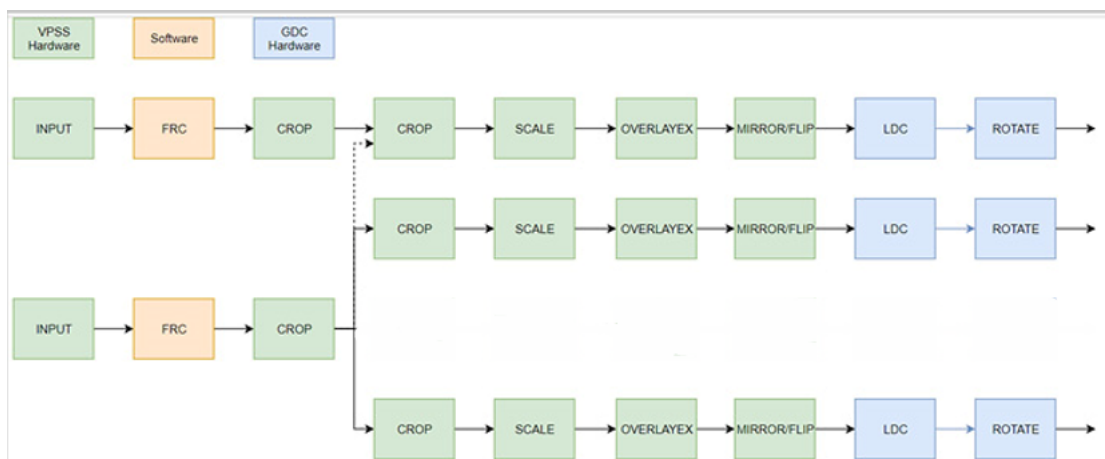 VPSS
Hardware
Software
GDC
Hardware
INPUT
FRC
CROP
CROP
SCALE
OVERLAYEX
MIRROR/FLIP
LDC
ROTATE
CROP
SCALE
OVERLAYEX
MIRROR/FLIP
LDC
ROTATE
INPUT
FRC
CROP
CROP
SCALE
OVERLAYEX
MIRROR/FLIP
LDC
ROTATE